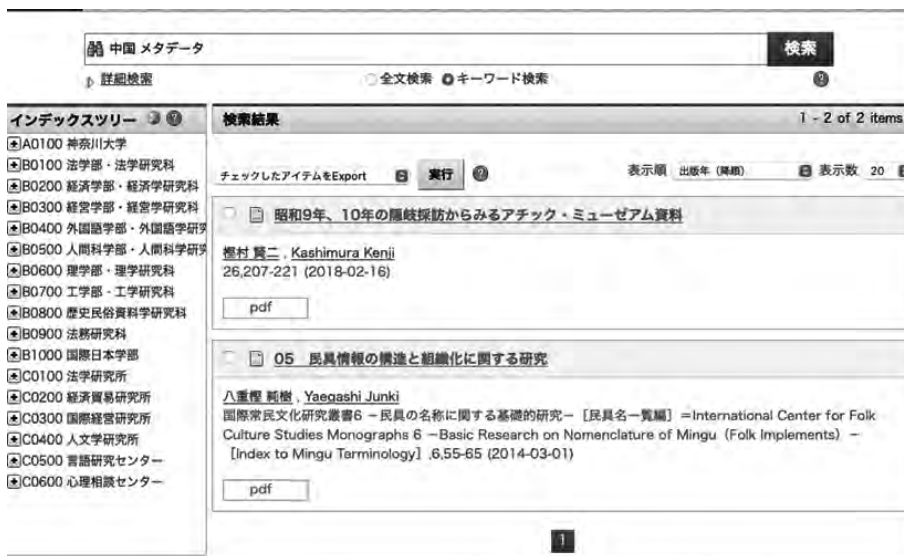 中国 メタデータ
検索
詳細検索
全文検索 キーワード検索
インデックスツリー
A0100 神奈川大学
B0100 法学部・法学研究科
B0200 経済学部・経済学研究科
B0300 経営学部・経営学研究科
B0400 外国語学部・外国語学研
B0500 人間科学部・人間科学研
B0600 理学部・理学研究科
B0700 工学部・工学研究科
B0800 歴史民俗資料学研究科
B0900 法務研究科
B1000 国際日本学部
C0100 法学研究所
C0200 経済貿易研究所
C0300 国際経営研究所
C0400 人文学研究所
C0500 言語研究センター
C0600 心理相談センター
検索結果 1 - 2 of 2 items
チェックしたアイテムをExport 実行 表示順 出版年（降順） 表示数 20
昭和9年、10年の隠岐採訪からみるアチック・ミューゼアム資料
樫村 賢二 , Kashimura Kenji
26,207-221 (2018-02-16)
pdf
05 民具情報の構造と組織化に関する研究
八重樫 純樹 , Yaegashi Junki
国際常民文化研究叢書6 －民具の名称に関する基礎的研究－［民具名一覧編］＝International Center for Folk
Culture Studies Monographs 6 －Basic Research on Nomenclature of Mingu（Folk Implements）－
［Index to Mingu Terminology］,6,55-65 (2014-03-01)
pdf
1